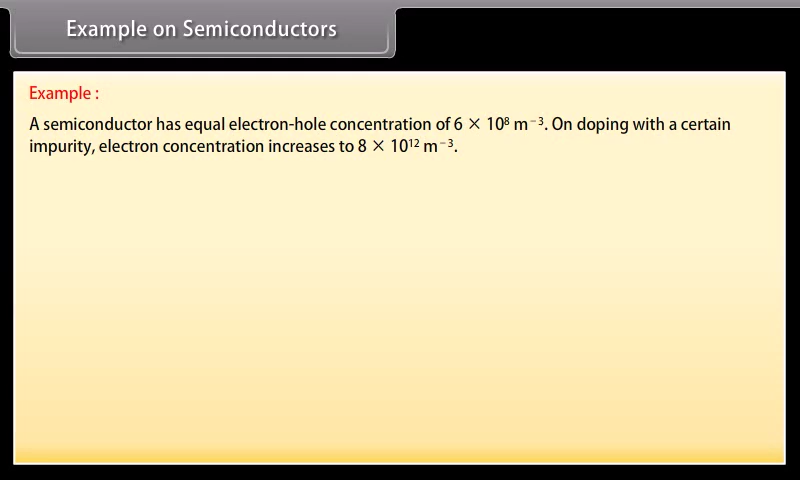 Example on Semiconductors
Example :
A semiconductor has equal electron-hole concentration of 6 × 10⁸ m⁻³. On doping with a certain
impurity, electron concentration increases to 8 × 10¹² m⁻³.